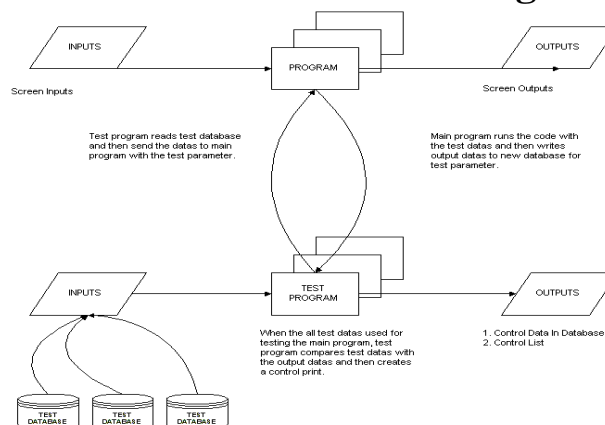 INPUTS
PROGRAM
OUTPUTS
Screen Inputs
Screen Outputs
Test program reads test database
and then send the datas to main
program with the test parameter.
Main program runs the code with
the test datas and then writes
output datas to new database for
test parameter.
INPUTS
TEST
PROGRAM
OUTPUTS
When the all test datas used for
testing the main program, test
program compares test datas with
the output datas and then creates
a control print.
1. Control Data In Database
2. Control List
TEST
DATABASE
TEST
DATABASE
TEST
DATABASE